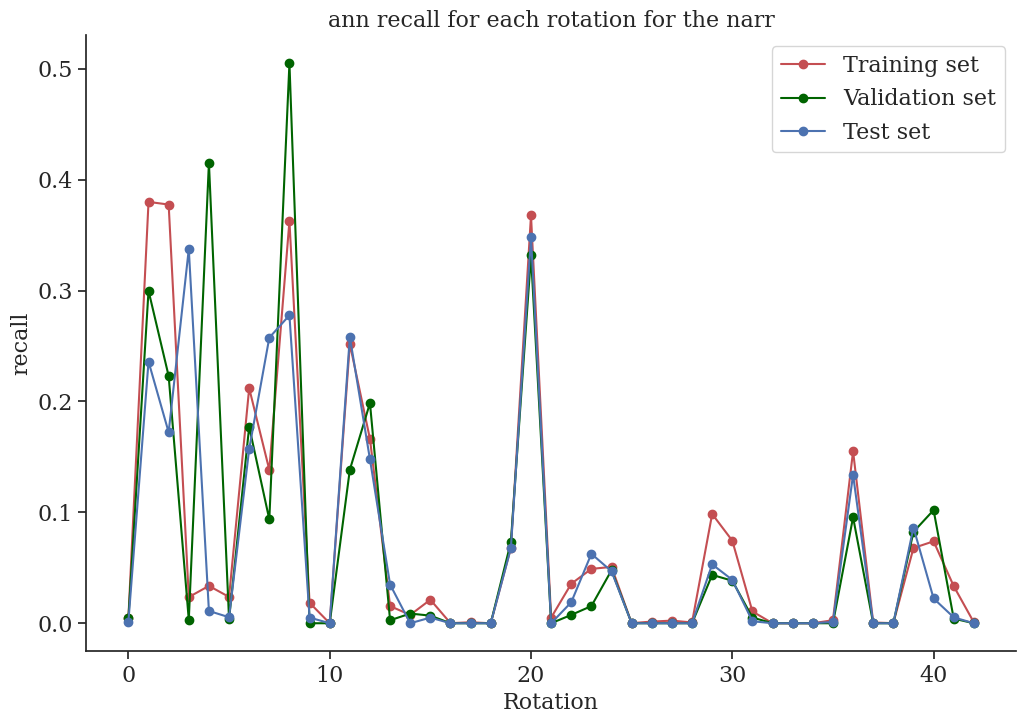 ann recall for each rotation for the narr
Training set
Validation set
Test set
0.5
0.4
0.3
0.2
0.1
0.0
recall
0 10 20 30 40
Rotation